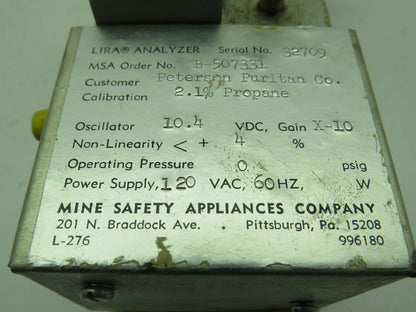 LIRA® ANALYZER Serial No. 32709
MSA Order No. B-507331
Customer Peterson Puritan Co.
Calibration 2.1% Propane
Oscillator 10.4 VDC, Gain X-10
Non-Linearity < + 4 %
Operating Pressure 0 psig
Power Supply, 120 VAC, 60 HZ, W
MINE SAFETY APPLIANCES COMPANY
201 N. Braddock Ave. . Pittsburgh, Pa. 15208
L-276 996180